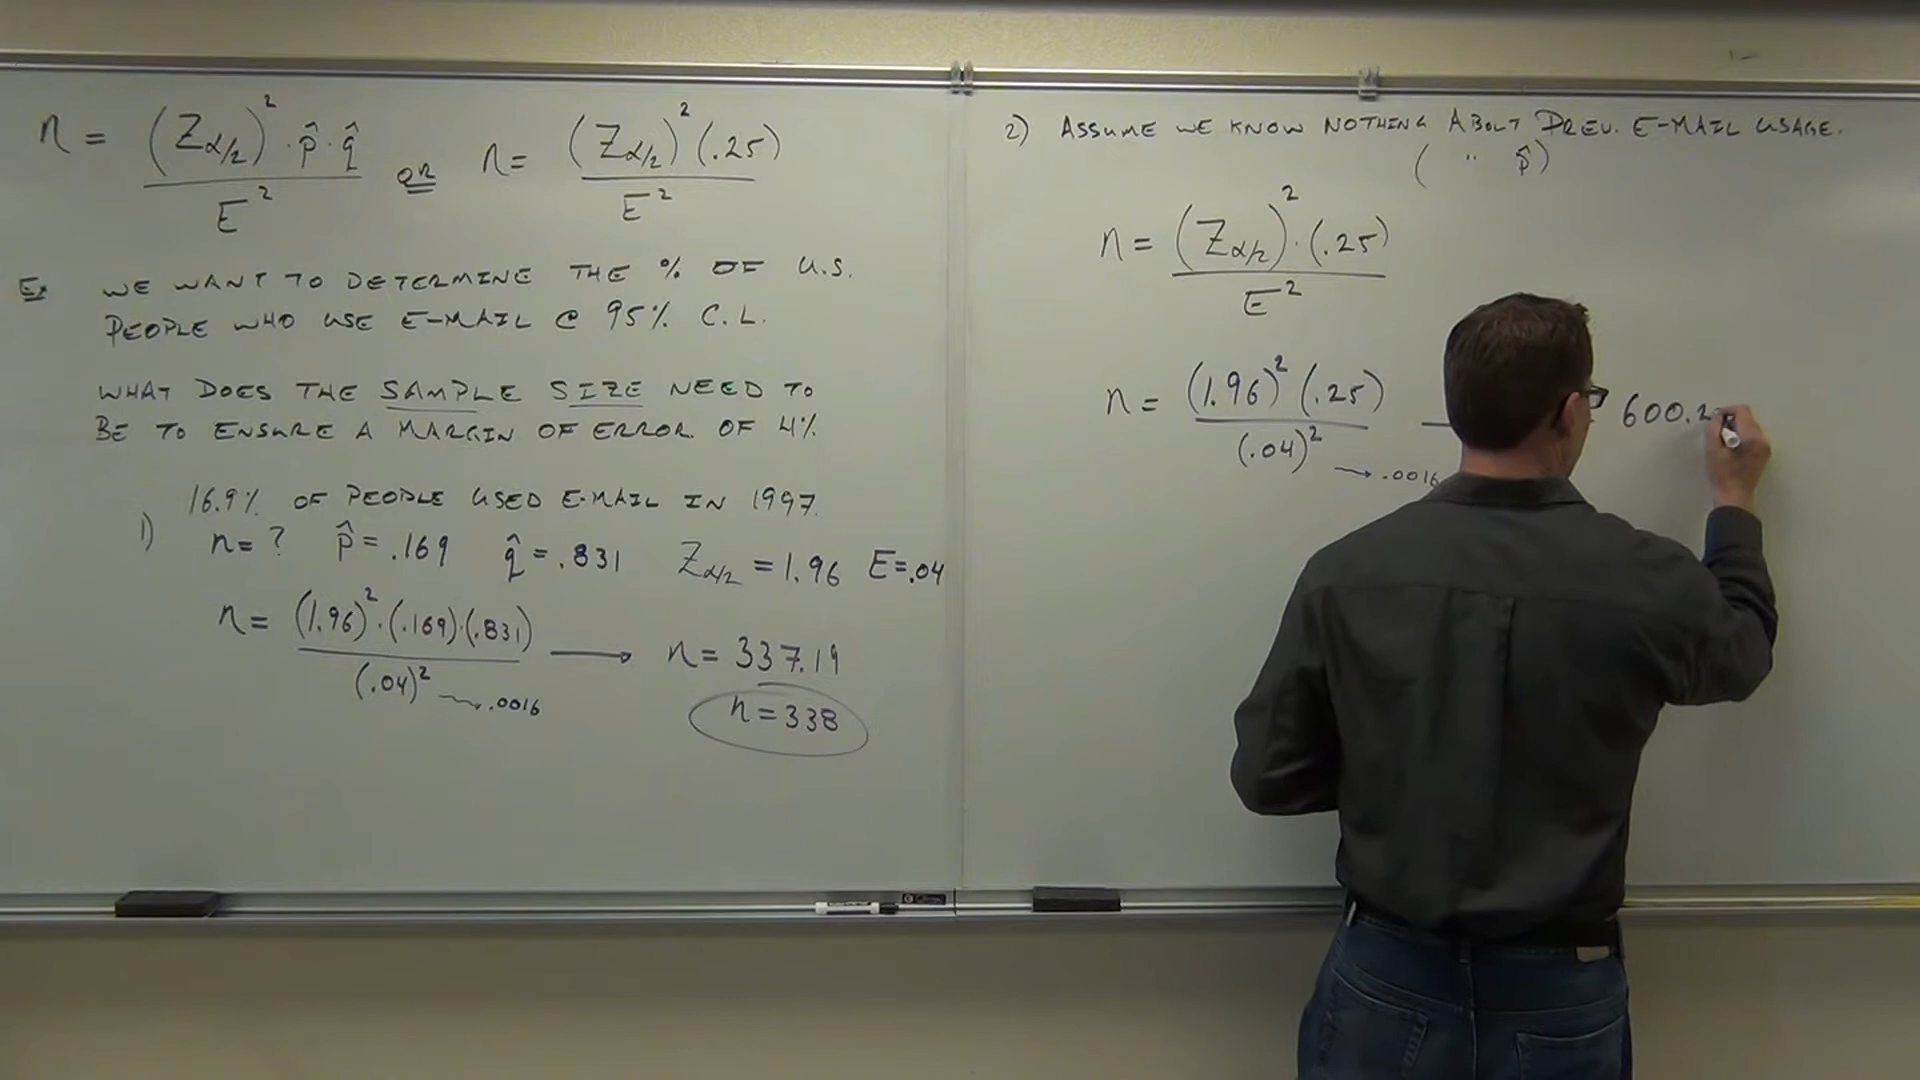 n = (Zα/2)² · p̂ · q̂ / E² OR n = (Zα/2)² (.25) / E²
Ex WE WANT TO DETERMINE THE % OF U.S.
PEOPLE WHO USE E-MAIL @ 95% C.L.
WHAT DOES THE SAMPLE SIZE NEED TO
BE TO ENSURE A MARGIN OF ERROR OF 4%
16.9% OF PEOPLE USED E-MAIL IN 1997.
1) n = ? p̂ = .169 q̂ = .831 Zα/2 = 1.96 E = .04
n = (1.96)² · (.169) · (.831) / (.04)² → .0016 → n = 337.19
n = 338
2) ASSUME WE KNOW NOTHING ABOUT PREV. E-MAIL USAGE.
( " p̂ )
n = (Zα/2)² · (.25) / E²
n = (1.96)² (.25) / (.04)² → .0016 600.2